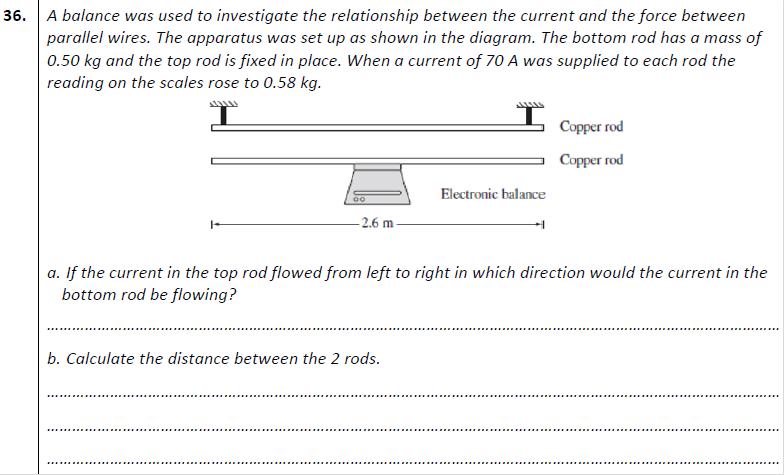 36. A balance was used to investigate the relationship between the current and the force between
parallel wires. The apparatus was set up as shown in the diagram. The bottom rod has a mass of
0.50 kg and the top rod is fixed in place. When a current of 70 A was supplied to each rod the
reading on the scales rose to 0.58 kg.
Copper rod
Copper rod
Electronic balance
2.6 m
a. If the current in the top rod flowed from left to right in which direction would the current in the
bottom rod be flowing?
b. Calculate the distance between the 2 rods.